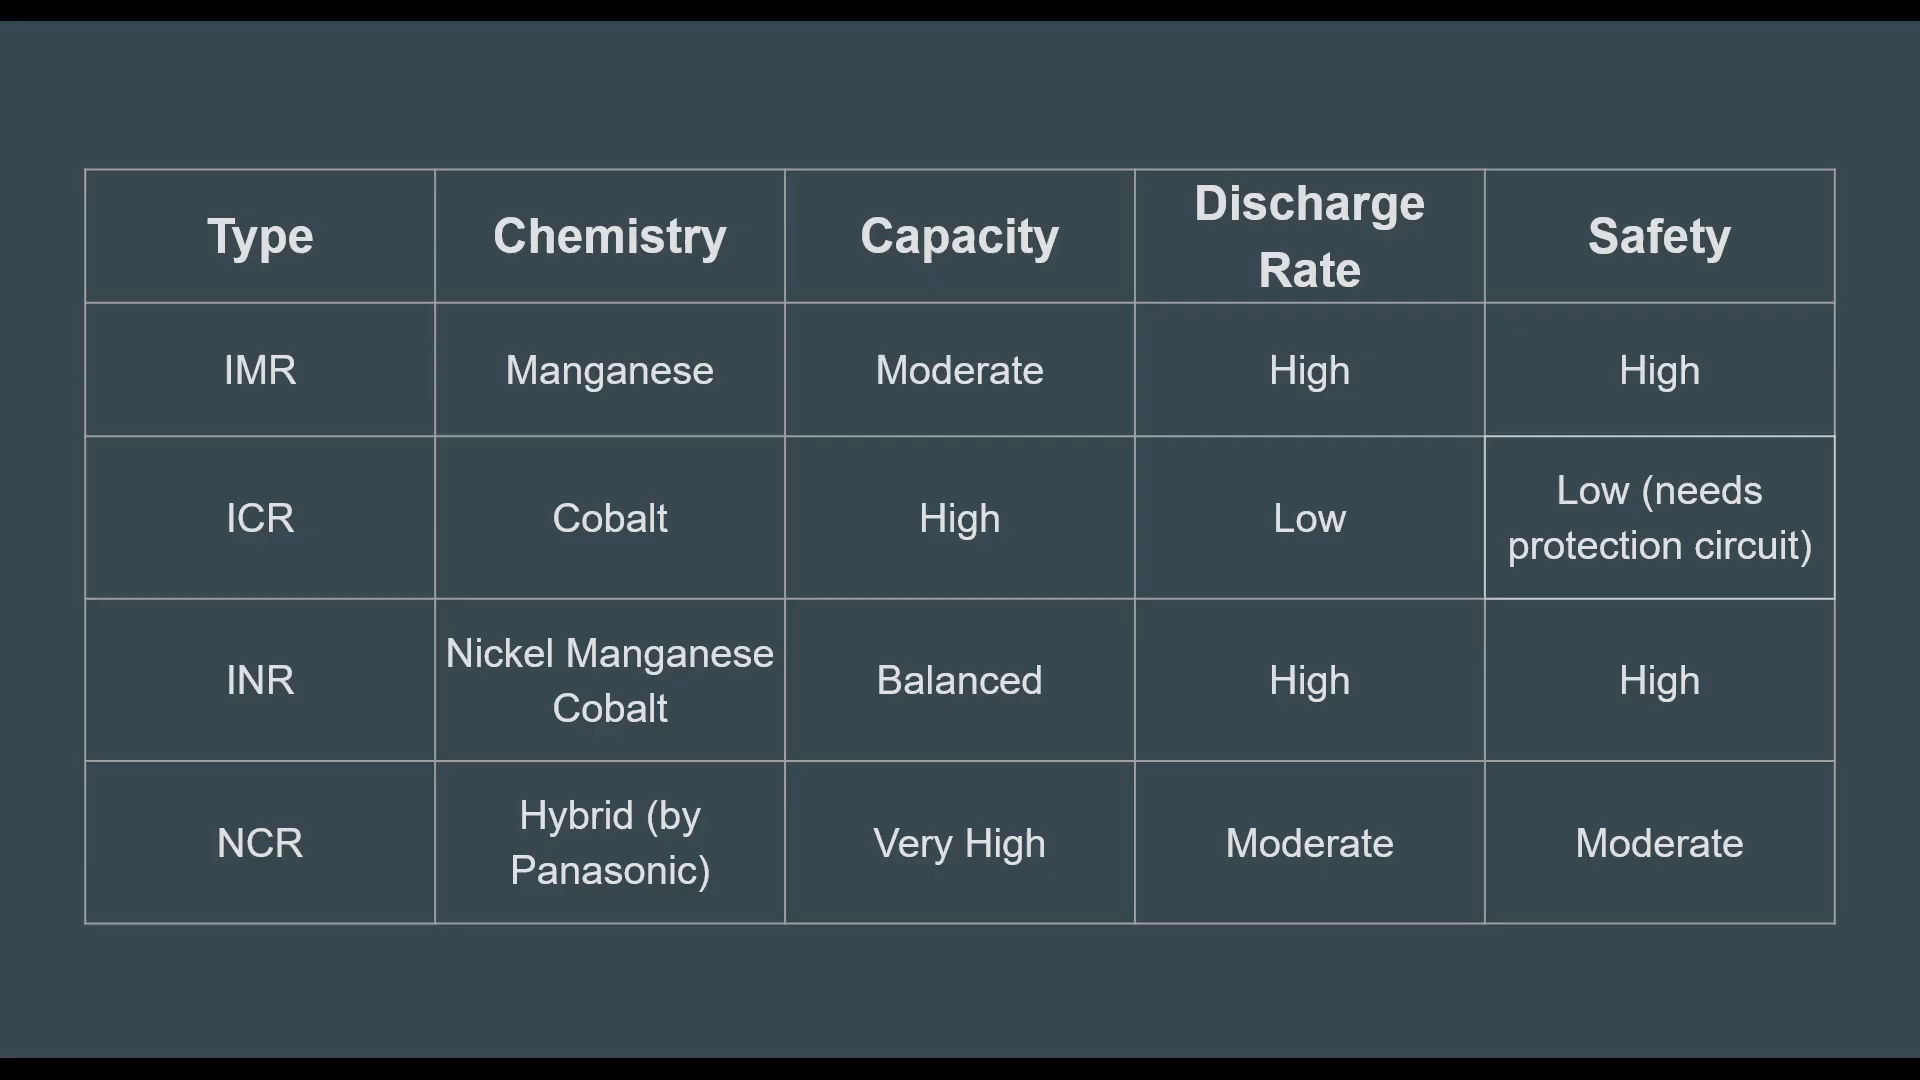 Type
Chemistry
Capacity
Discharge
Rate
Safety
IMR
Manganese
Moderate
High
High
ICR
Cobalt
High
Low
Low (needs
protection circuit)
INR
Nickel Manganese
Cobalt
Balanced
High
High
NCR
Hybrid (by
Panasonic)
Very High
Moderate
Moderate